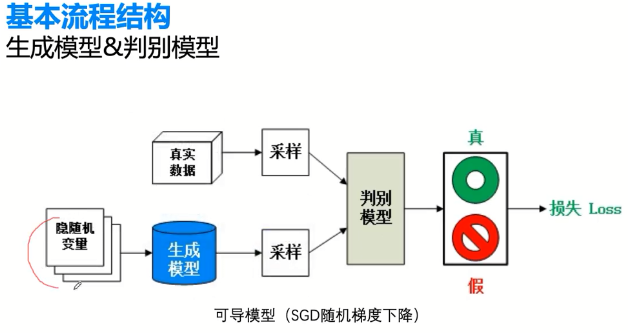 基本流程结构
生成模型&判别模型
真实
数据
采样
隐随机
变量
生成
模型
采样
判别
模型
真
假
损失 Loss
可导模型（SGD随机梯度下降）